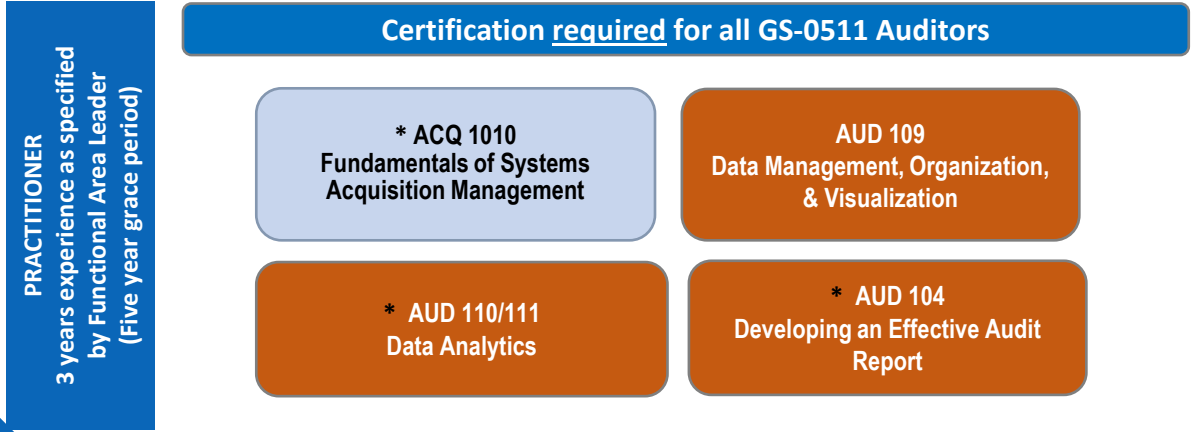 PRACTITIONER
3 years experience as specified
by Functional Area Leader
(Five year grace period)
Certification required for all GS-0511 Auditors
* ACQ 1010
Fundamentals of Systems
Acquisition Management
AUD 109
Data Management, Organization,
& Visualization
* AUD 110/111
Data Analytics
* AUD 104
Developing an Effective Audit
Report